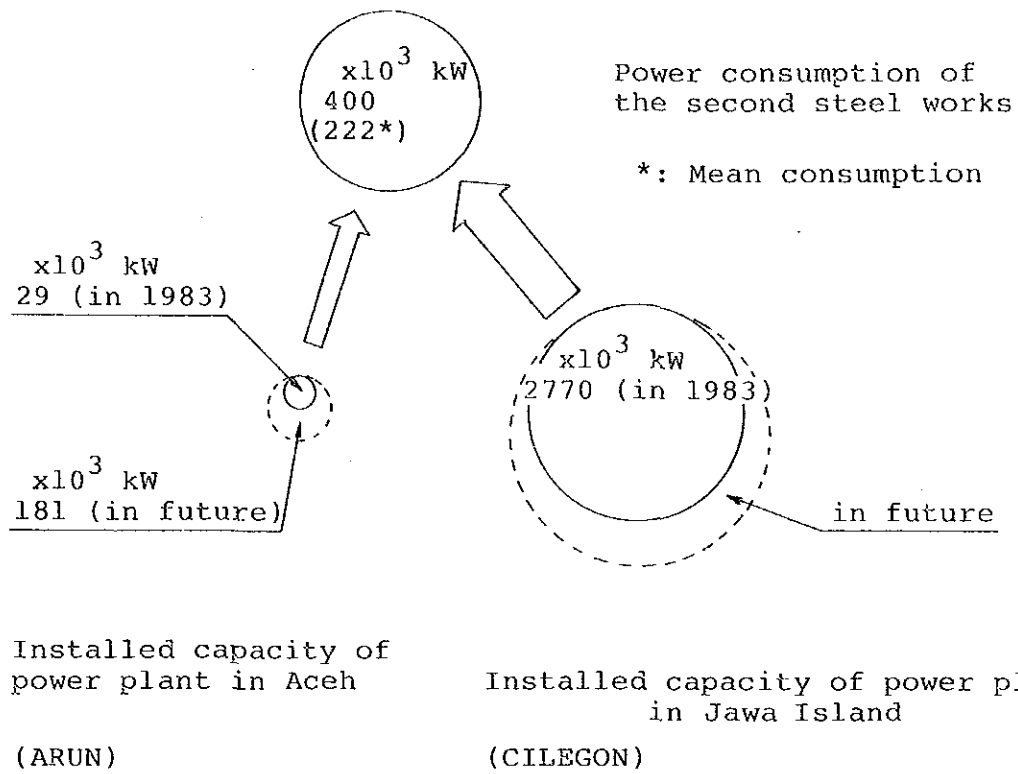 x10³ kW
400
(222*)
Power consumption of
the second steel works
*: Mean consumption
x10³ kW
29 (in 1983)
x10³ kW
2770 (in 1983)
x10³ kW
181 (in future)
in future
Installed capacity of
power plant in Aceh
(ARUN)
Installed capacity of power
in Jawa Island
(CILEGON)